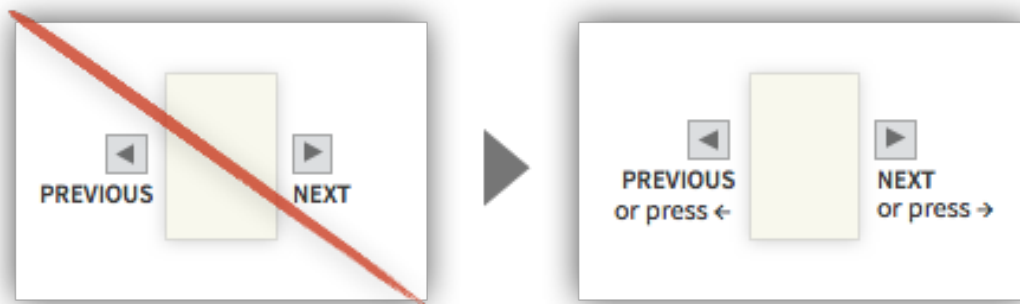 PREVIOUS
NEXT
PREVIOUS
or press ←
NEXT
or press →